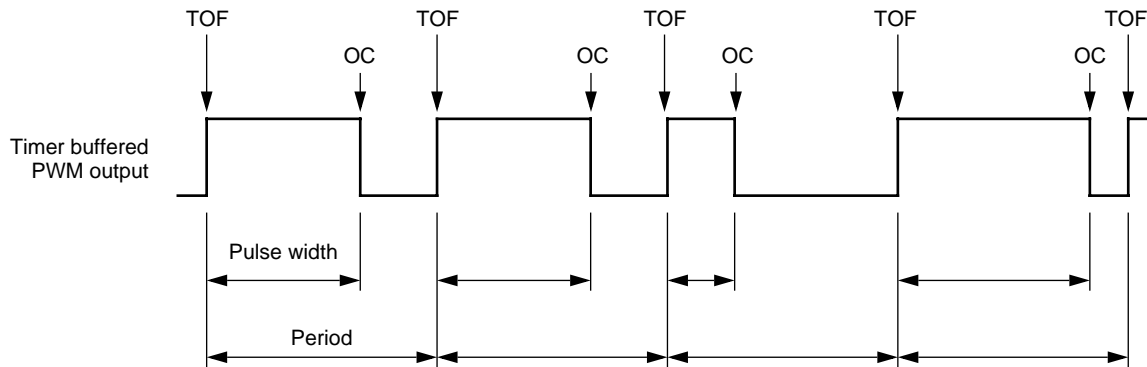 TOF TOF TOF TOF TOF
OC OC OC OC
Timer buffered
PWM output
Pulse width
Period